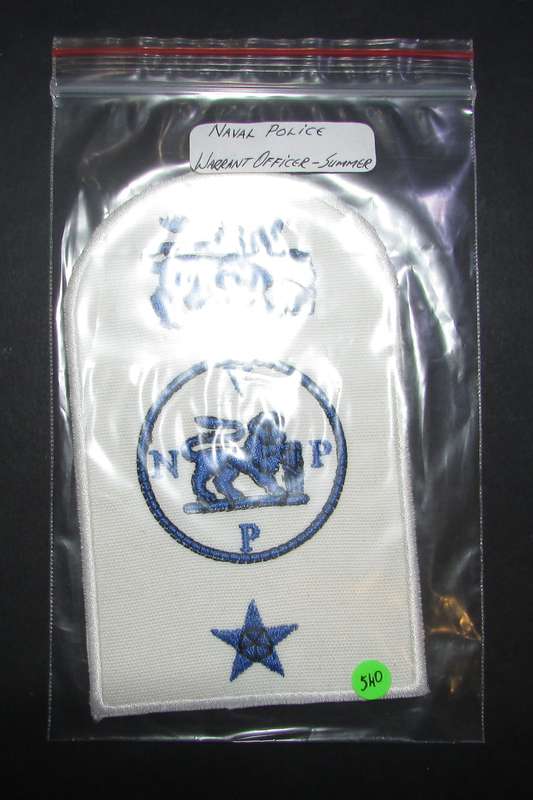 NAVAL POLICE
WARRANT OFFICER - SUMMER
N P
P
540